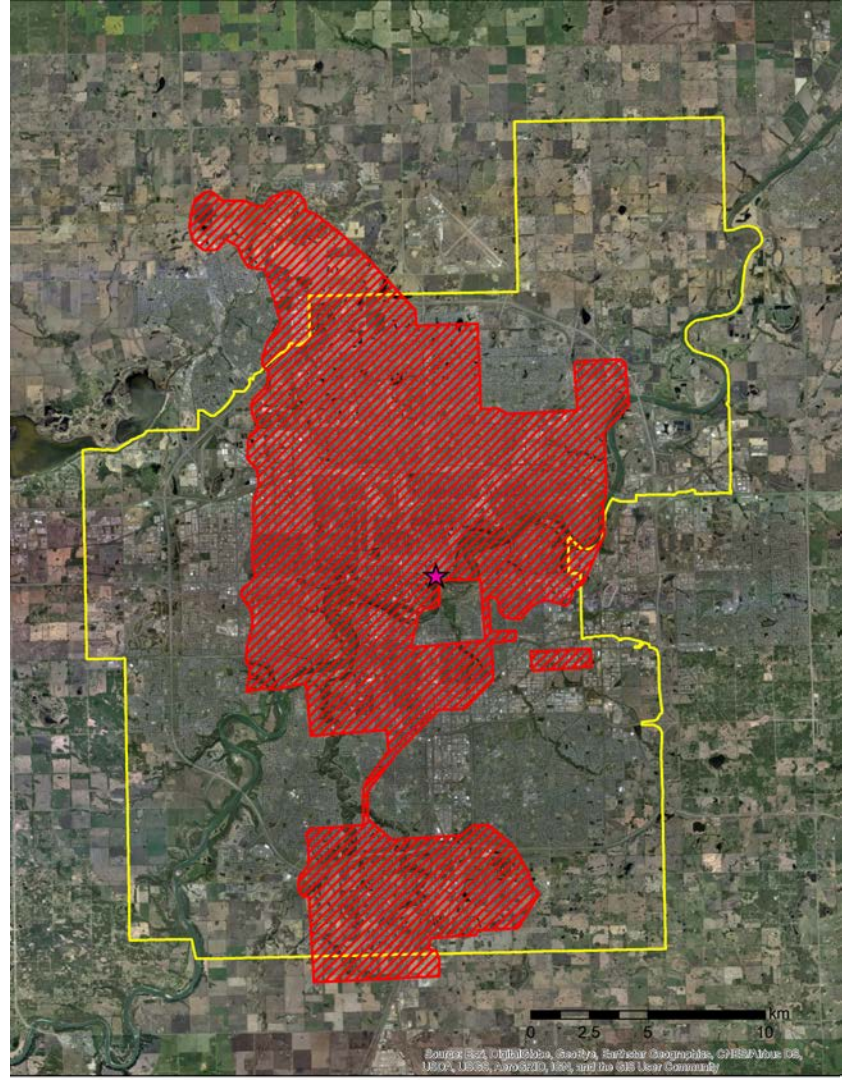 km
0 2,5 5 10
Source: Esri, DigitalGlobe, GeoEye, Earthstar Geographics, CNES/Airbus DS,
USDA, USGS, AeroGRID, IGN, and the GIS User Community